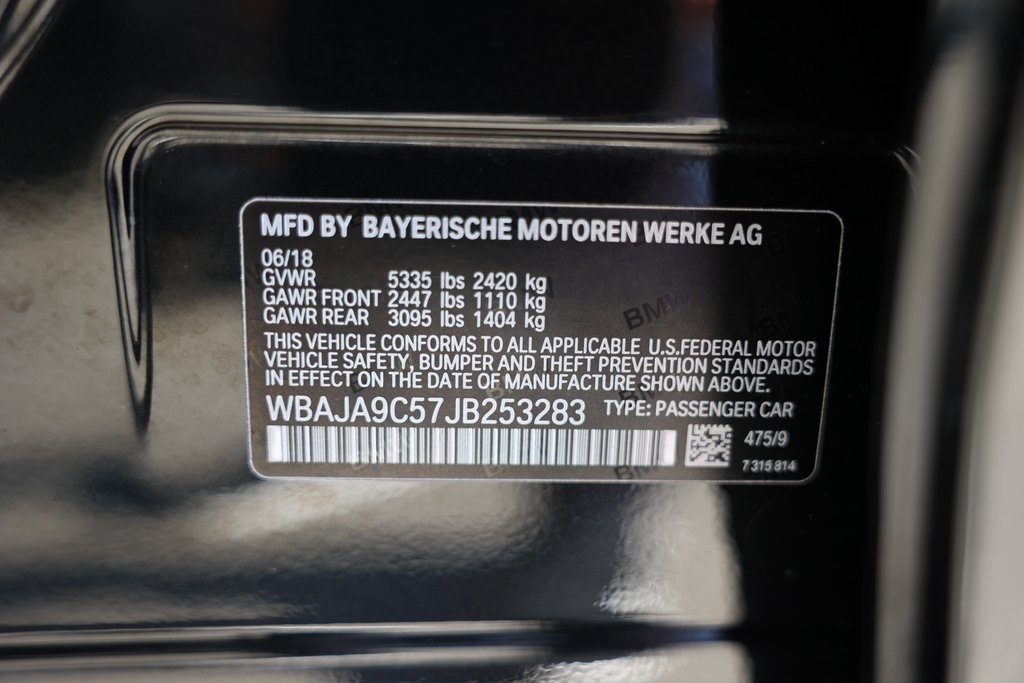 MFD BY BAYERISCHE MOTOREN WERKE AG
06/18
GVWR 5335 lbs 2420 kg
GAWR FRONT 2447 lbs 1110 kg
GAWR REAR 3095 lbs 1404 kg
THIS VEHICLE CONFORMS TO ALL APPLICABLE U.S.FEDERAL MOTOR
VEHICLE SAFETY, BUMPER AND THEFT PREVENTION STANDARDS
IN EFFECT ON THE DATE OF MANUFACTURE SHOWN ABOVE.
WBAJA9C57JB253283 TYPE: PASSENGER CAR
475/9
7 315 814
BMW